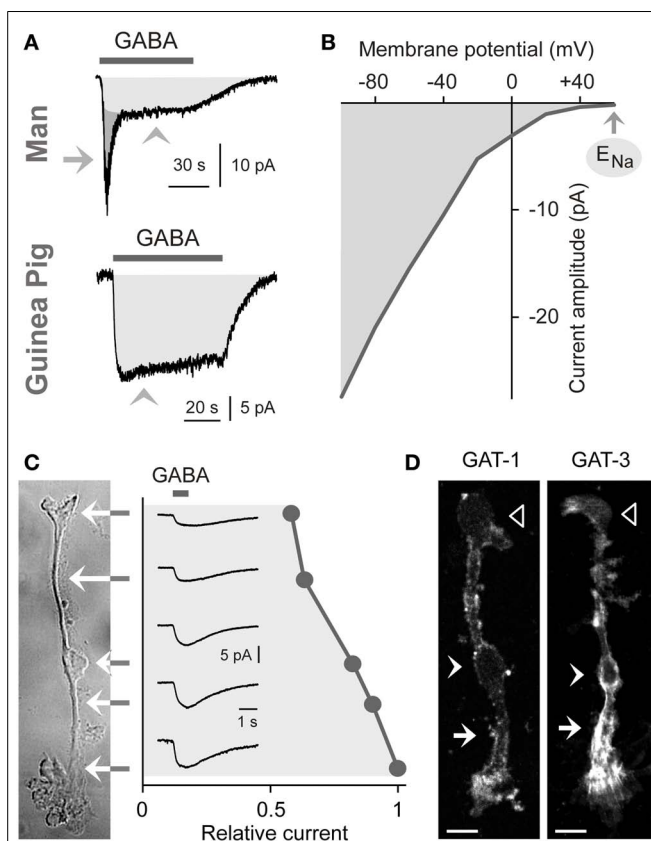 A
GABA
Man
30 s
10 pA
GABA
Guinea Pig
20 s
5 pA
B
Membrane potential (mV)
-80 -40 0 +40
E_Na
-10
-20
Current amplitude (pA)
C
GABA
5 pA
1 s
0 0.5 1
Relative current
D
GAT-1 GAT-3